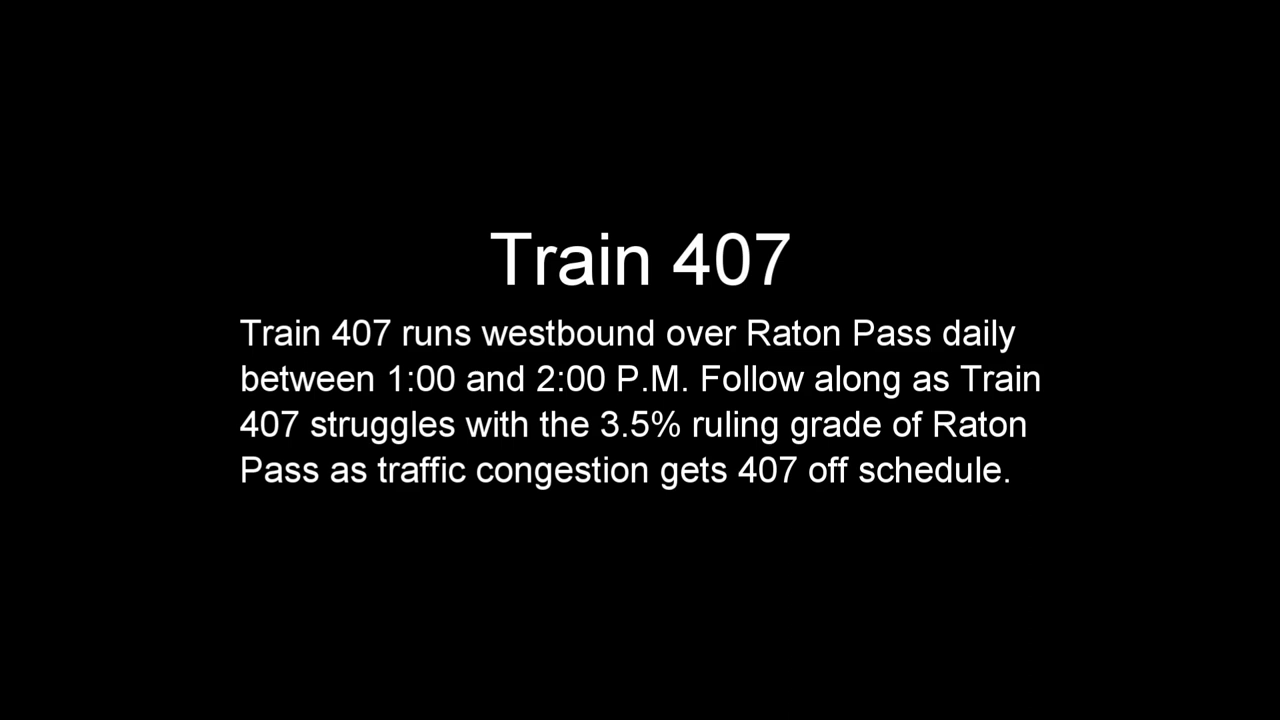 Train 407
Train 407 runs westbound over Raton Pass daily
between 1:00 and 2:00 P.M. Follow along as Train
407 struggles with the 3.5% ruling grade of Raton
Pass as traffic congestion gets 407 off schedule.